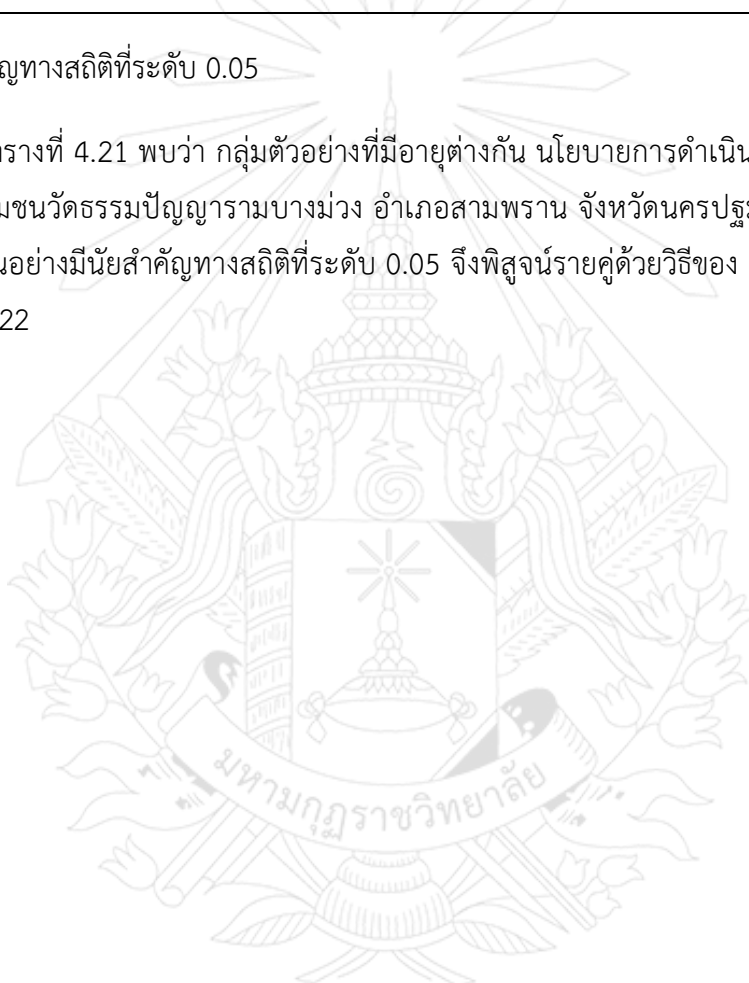 ญทางสถิติที่ระดับ 0.05
รางที่ 4.21 พบว่า กลุ่มตัวอย่างที่มีอายุต่างกัน นโยบายการดำเนิน
มชนวัดธรรมปัญญารามบางม่วง อำเภอสามพราน จังหวัดนครปฐม
นอย่างมีนัยสำคัญทางสถิติที่ระดับ 0.05 จึงพิสูจน์รายคู่ด้วยวิธีของ
22
มหามกุฏราชวิทยาลัย